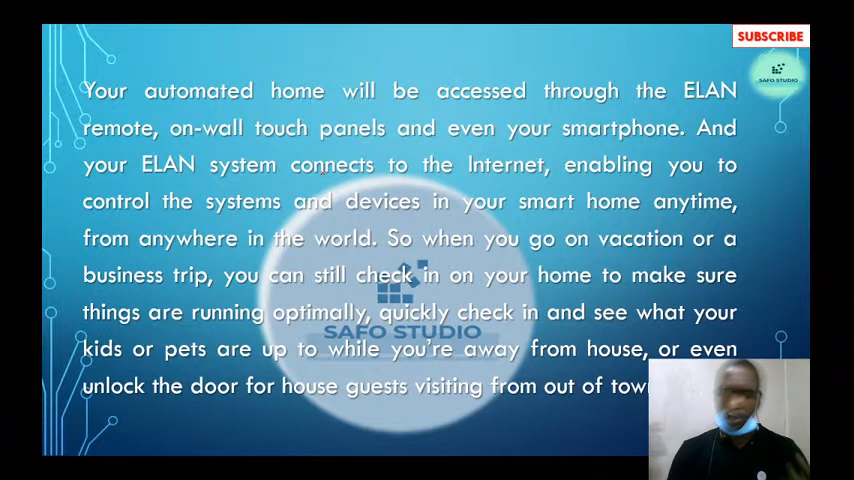 SUBSCRIBE
SAFO STUDIO
Your automated home will be accessed through the ELAN
remote, on-wall touch panels and even your smartphone. And
your ELAN system connects to the Internet, enabling you to
control the systems and devices in your smart home anytime,
from anywhere in the world. So when you go on vacation or a
business trip, you can still check in on your home to make sure
things are running optimally, quickly check in and see what your
SAFO STUDIO
kids or pets are up to while you're away from house, or even
unlock the door for house guests visiting from out of